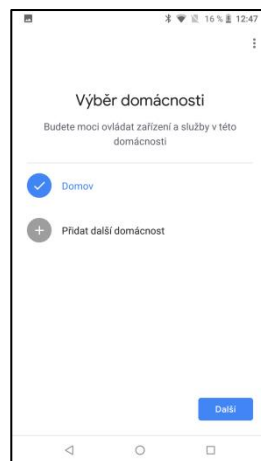 16 % 12:47
Výběr domácnosti
Budete moci ovládat zařízení a služby v této
domácnosti
Domov
Přidat další domácnost
Další